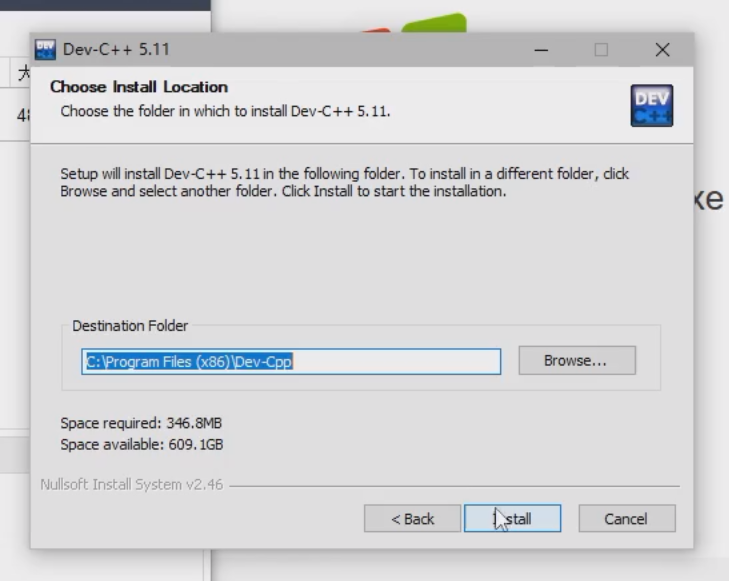 Dev-C++ 5.11
Choose Install Location
Choose the folder in which to install Dev-C++ 5.11.
DEV
C++
Setup will install Dev-C++ 5.11 in the following folder. To install in a different folder, click
Browse and select another folder. Click Install to start the installation.
Destination Folder
C:\Program Files (x86)\Dev-Cpp
Browse...
Space required: 346.8MB
Space available: 609.1GB
Nullsoft Install System v2.46
< Back
Install
Cancel
xe